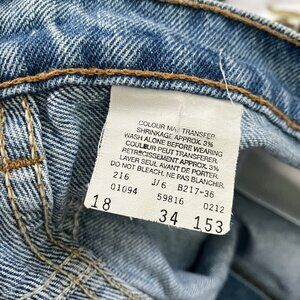 COLOUR MAY TRANSFER
SHRINKAGE APPROX. 3%
WASH ALONE BEFORE WEARING
COULEUR PEUT TRANSFERER.
RETRECISSEMENT APPROX. 3%
LAVER SEUL AVANT DE PORTER.
DO NOT BLEACH. NE PAS BLANCHIR.
216 J/6 B217-36
01094 59816 0212
18 34 153